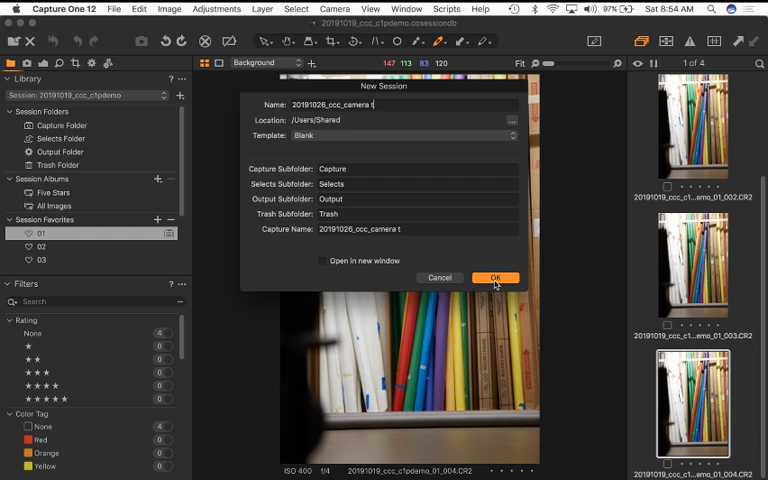 Capture One 12 File Edit View Adjustments Layer Select Image Camera Window Scripts Help 97% Sat 8:54 AM
20191019_ccc_c1pdemo.cosessiondb
Background
147 113 83 120
Fit
1 of 4
Library
Session: 20191019_ccc_c1pdemo
Session Folders
Capture Folder
Selects Folder
Output Folder
Trash Folder
Session Albums
Five Stars
All Images
Session Favorites
01
02
03
Filters
Search
Rating
None 4
0
0
0
0
0
Color Tag
None 4
Red 0
Orange 0
Yellow 0
New Session
Name: 20191026_ccc_camera t
Location: /Users/Shared ...
Template: Blank
Capture Subfolder: Capture
Selects Subfolder: Selects
Output Subfolder: Output
Trash Subfolder: Trash
Capture Name: 20191026_ccc_camera t
Open in new window
Cancel OK
ISO 400 f/4 20191019_ccc_c1pdemo_01_004.CR2
20191019_ccc_c1...emo_01_002.CR2
20191019_ccc_c1...emo_01_003.CR2
20191019_ccc_c1...emo_01_004.CR2